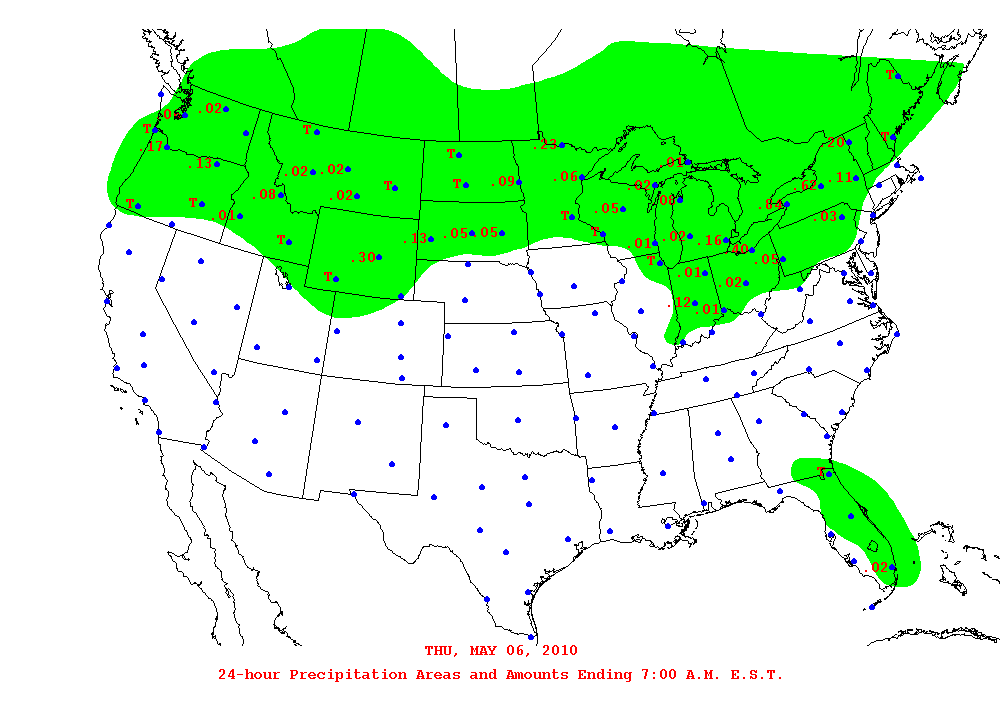 T
.02
T
.20
T
.17
.23
T
.01
.13
T
.02
.02
.06
.02
.11
.09
T
T
.02
.69
.08
.08
T
T
.01
T
.05
.84
.03
T
.13
.05
.05
T
.01
.02
.16
.40
.30
T
.05
T
.01
.02
.12
.01
T
.02
THU, MAY 06, 2010
24-hour Precipitation Areas and Amounts Ending 7:00 A.M. E.S.T.